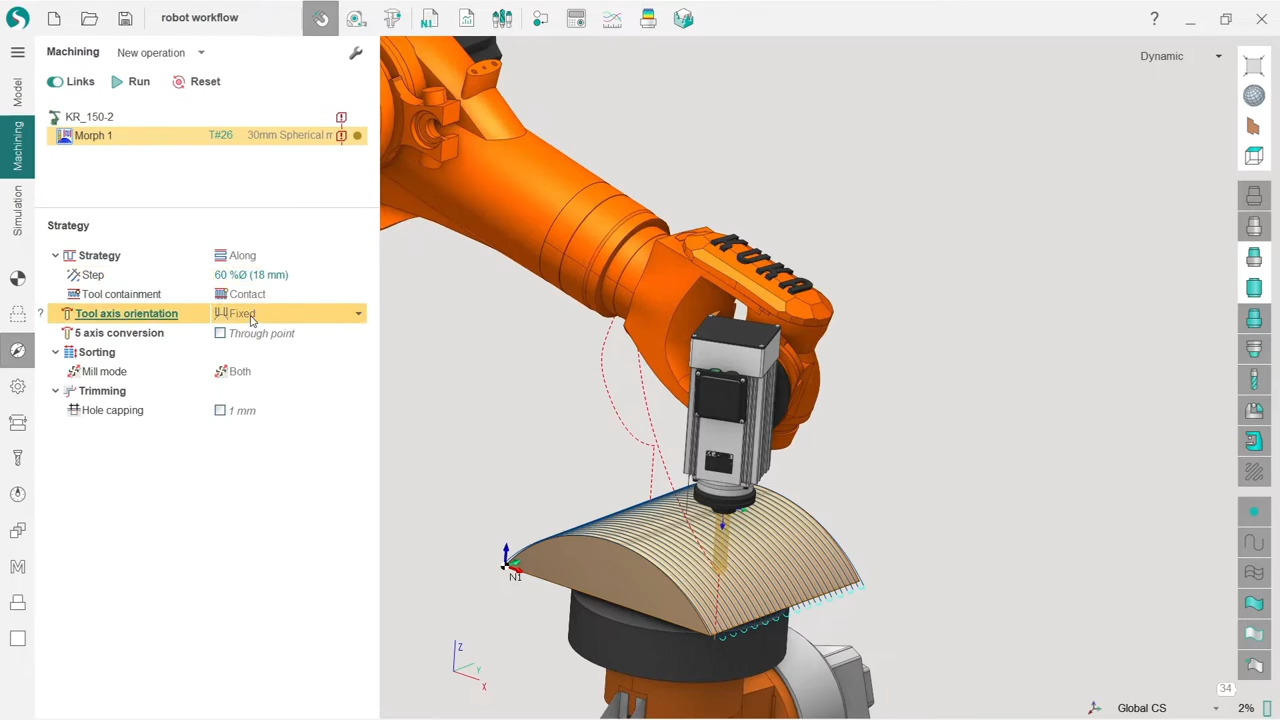 robot workflow
N.I.
?
Machining
New operation
Dynamic
Links
Run
Reset
Model
KR_150-2
Morph 1 T#26 30mm Spherical m
Machining
Simulation
Strategy
Strategy Along
Step 60 %Ø (18 mm)
Tool containment Contact
? Tool axis orientation Fixed
5 axis conversion Through point
Sorting
Mill mode Both
Trimming
Hole capping 1 mm
KUKA
N1
Z
Y
X
34
Global CS 2%